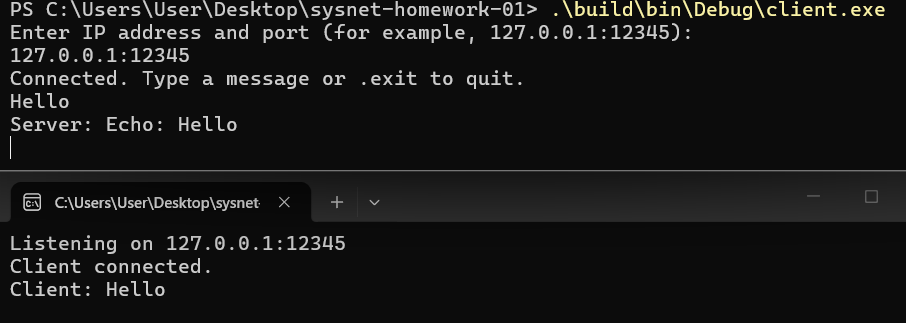 PS C:\Users\User\Desktop\sysnet-homework-01> .\build\bin\Debug\client.exe
Enter IP address and port (for example, 127.0.0.1:12345):
127.0.0.1:12345
Connected. Type a message or .exit to quit.
Hello
Server: Echo: Hello
C:\Users\User\Desktop\sysnet-
Listening on 127.0.0.1:12345
Client connected.
Client: Hello